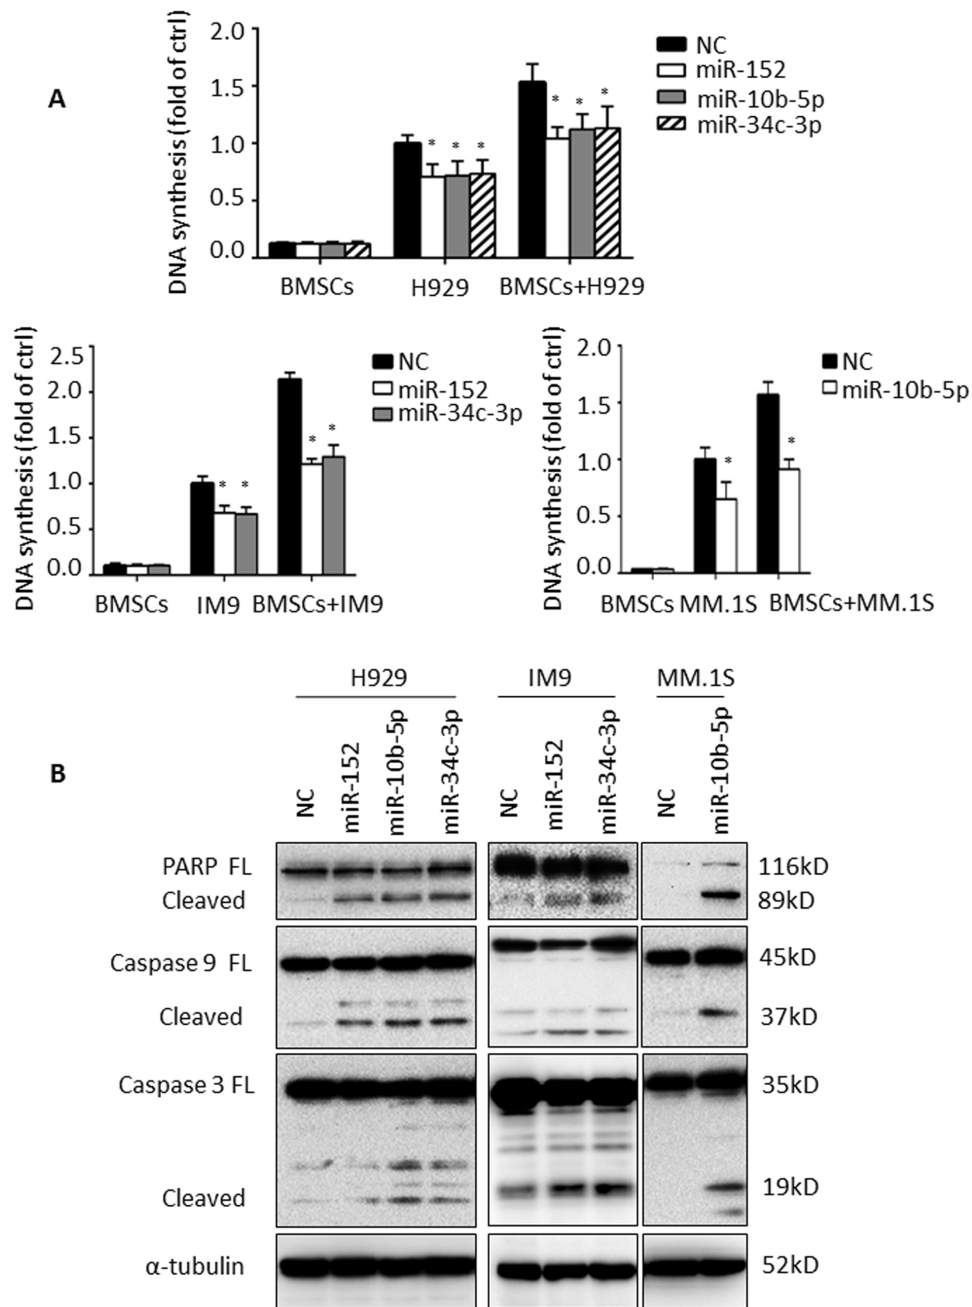 A
DNA synthesis (fold of ctrl)
2.0
1.5
1.0
0.5
0.0
* * *
* * *
BMSCs H929 BMSCs+H929
NC
miR-152
miR-10b-5p
miR-34c-3p
DNA synthesis (fold of ctrl)
2.5
2.0
1.5
1.0
0.5
0.0
* *
* *
BMSCs IM9 BMSCs+IM9
NC
miR-152
miR-34c-3p
DNA synthesis (fold of ctrl)
2.0
1.5
1.0
0.5
0.0
*
*
BMSCs MM.1S BMSCs+MM.1S
NC
miR-10b-5p
B
H929 IM9 MM.1S
NC miR-152 miR-10b-5p miR-34c-3p NC miR-152 miR-34c-3p NC miR-10b-5p
PARP FL 116kD
Cleaved 89kD
Caspase 9 FL 45kD
Cleaved 37kD
Caspase 3 FL 35kD
Cleaved 19kD
α-tubulin 52kD